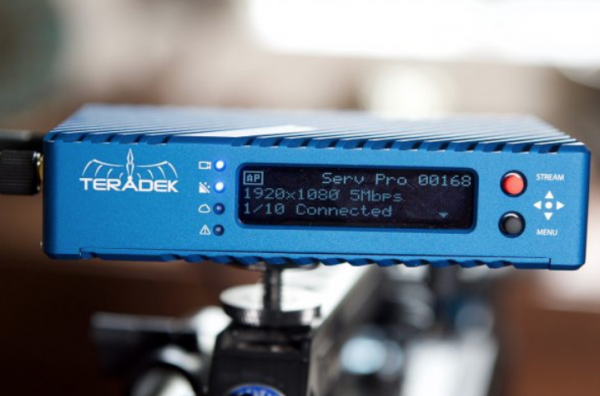 TERADEK
AP Serv Pro 00168
1920x1080 5Mbps
1/10 Connected
STREAM
MENU